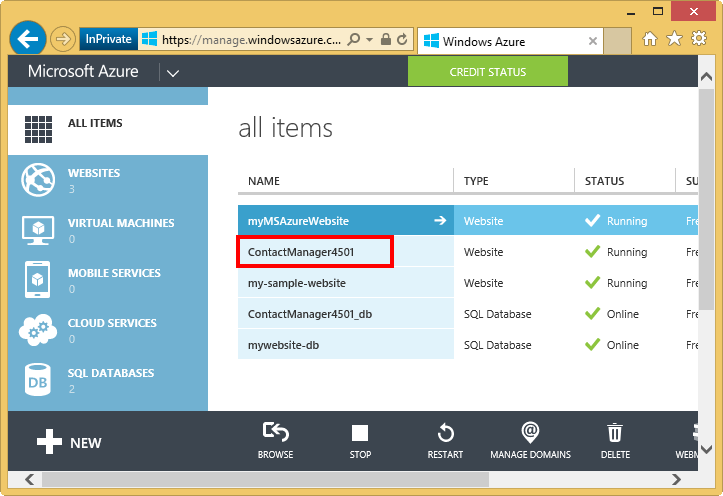 InPrivate
https://manage.windowsazure.c...
Windows Azure
Microsoft Azure
CREDIT STATUS
ALL ITEMS
WEBSITES
3
VIRTUAL MACHINES
0
MOBILE SERVICES
0
CLOUD SERVICES
0
SQL DATABASES
2
DB
all items
NAME TYPE STATUS SU
myMSAzureWebsite Website Running Fre
ContactManager4501 Website Running Fre
my-sample-website Website Running Fre
ContactManager4501_db SQL Database Online Fre
mywebsite-db SQL Database Online Fre
NEW
BROWSE
STOP
RESTART
MANAGE DOMAINS
DELETE
WEBM